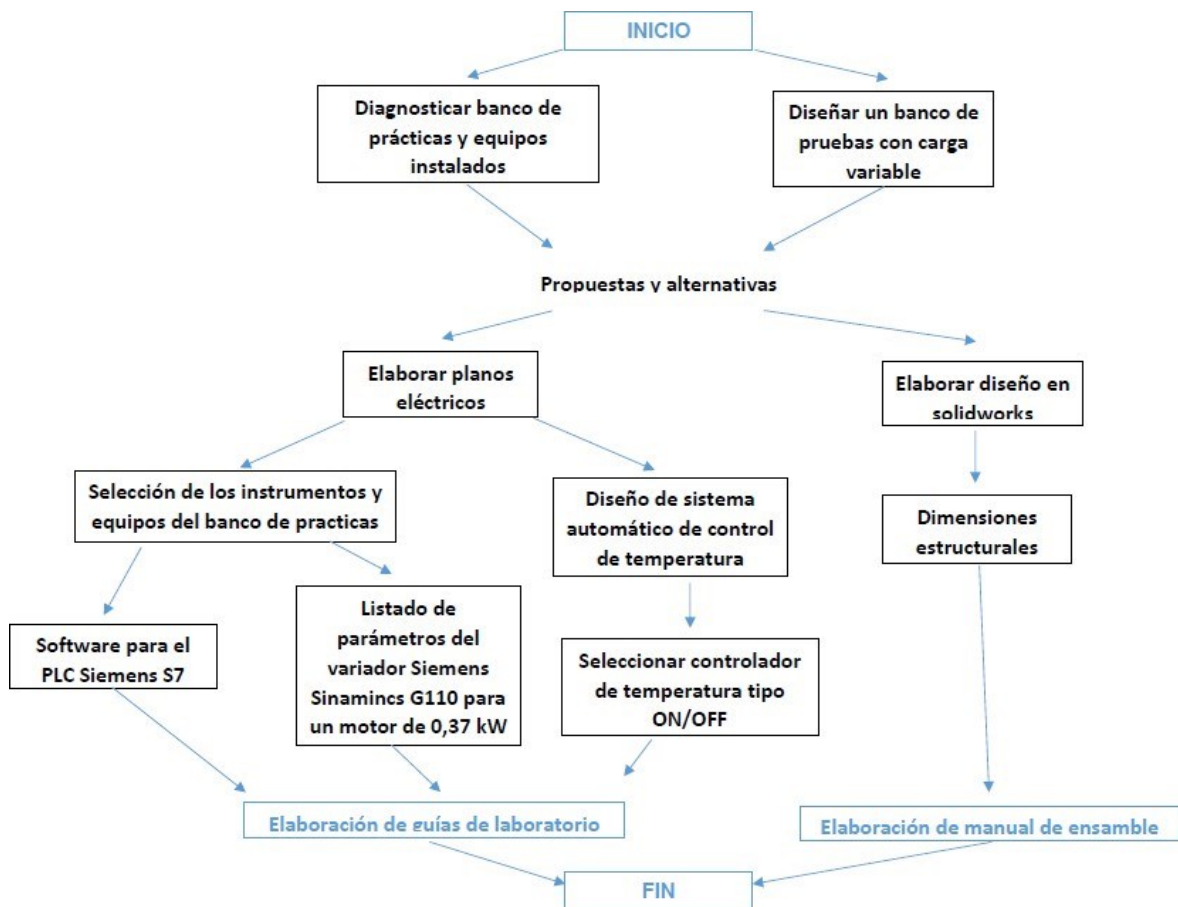 INICIO
Diagnosticar banco de
prácticas y equipos
instalados
Diseñar un banco de
pruebas con carga
variable
Propuestas y alternativas
Elaborar planos
eléctricos
Elaborar diseño en
solidworks
Selección de los instrumentos y
equipos del banco de practicas
Diseño de sistema
automático de control
de temperatura
Dimensiones
estructurales
Software para el
PLC Siemens S7
Listado de
parámetros del
variador Siemens
Sinamincs G110 para
un motor de 0,37 kW
Seleccionar controlador
de temperatura tipo
ON/OFF
Elaboración de guías de laboratorio
Elaboración de manual de ensamble
FIN